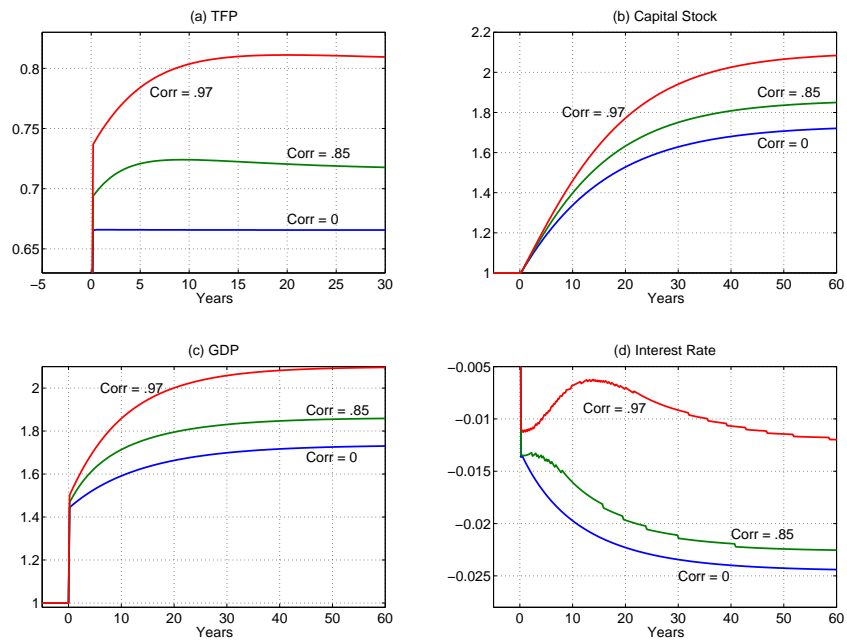 (a) TFP
0.8
0.75
0.7
0.65
Corr = .97
Corr = .85
Corr = 0
−5 0 5 10 15 20 25 30
Years
(b) Capital Stock
2.2
2
1.8
1.6
1.4
1.2
1
Corr = .97
Corr = .85
Corr = 0
0 10 20 30 40 50 60
Years
(c) GDP
2
1.8
1.6
1.4
1.2
1
Corr = .97
Corr = .85
Corr = 0
0 10 20 30 40 50 60
Years
(d) Interest Rate
−0.005
−0.01
−0.015
−0.02
−0.025
Corr = .97
Corr = .85
Corr = 0
0 10 20 30 40 50 60
Years